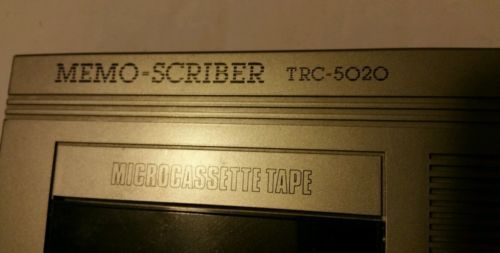 MEMO-SCRIBER TRC-5020
MICROCASSETTE TAPE